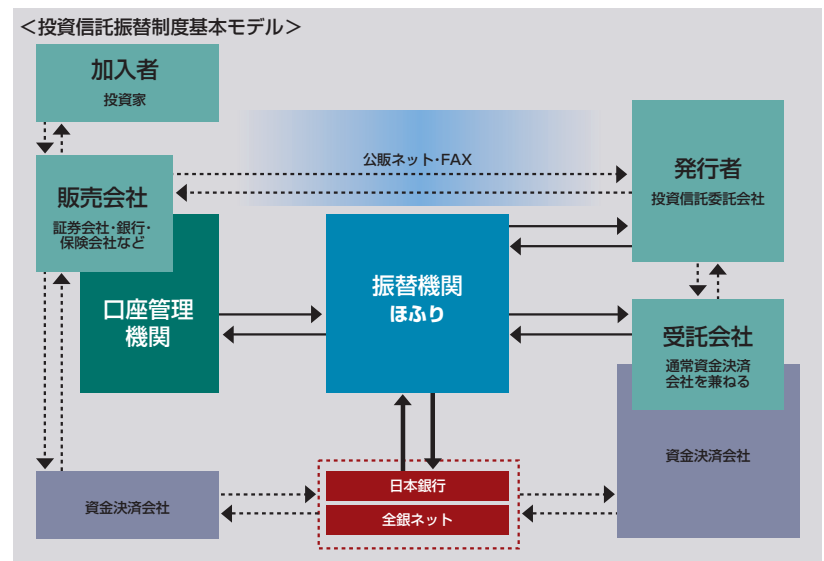 ＜投資信託振替制度基本モデル＞
加入者
投資家
公販ネット・FAX
販売会社
証券会社・銀行・
保険会社など
発行者
投資信託委託会社
口座管理
機関
振替機関
ほふり
受託会社
通常資金決済
会社を兼ねる
資金決済会社
資金決済会社
日本銀行
全銀ネット